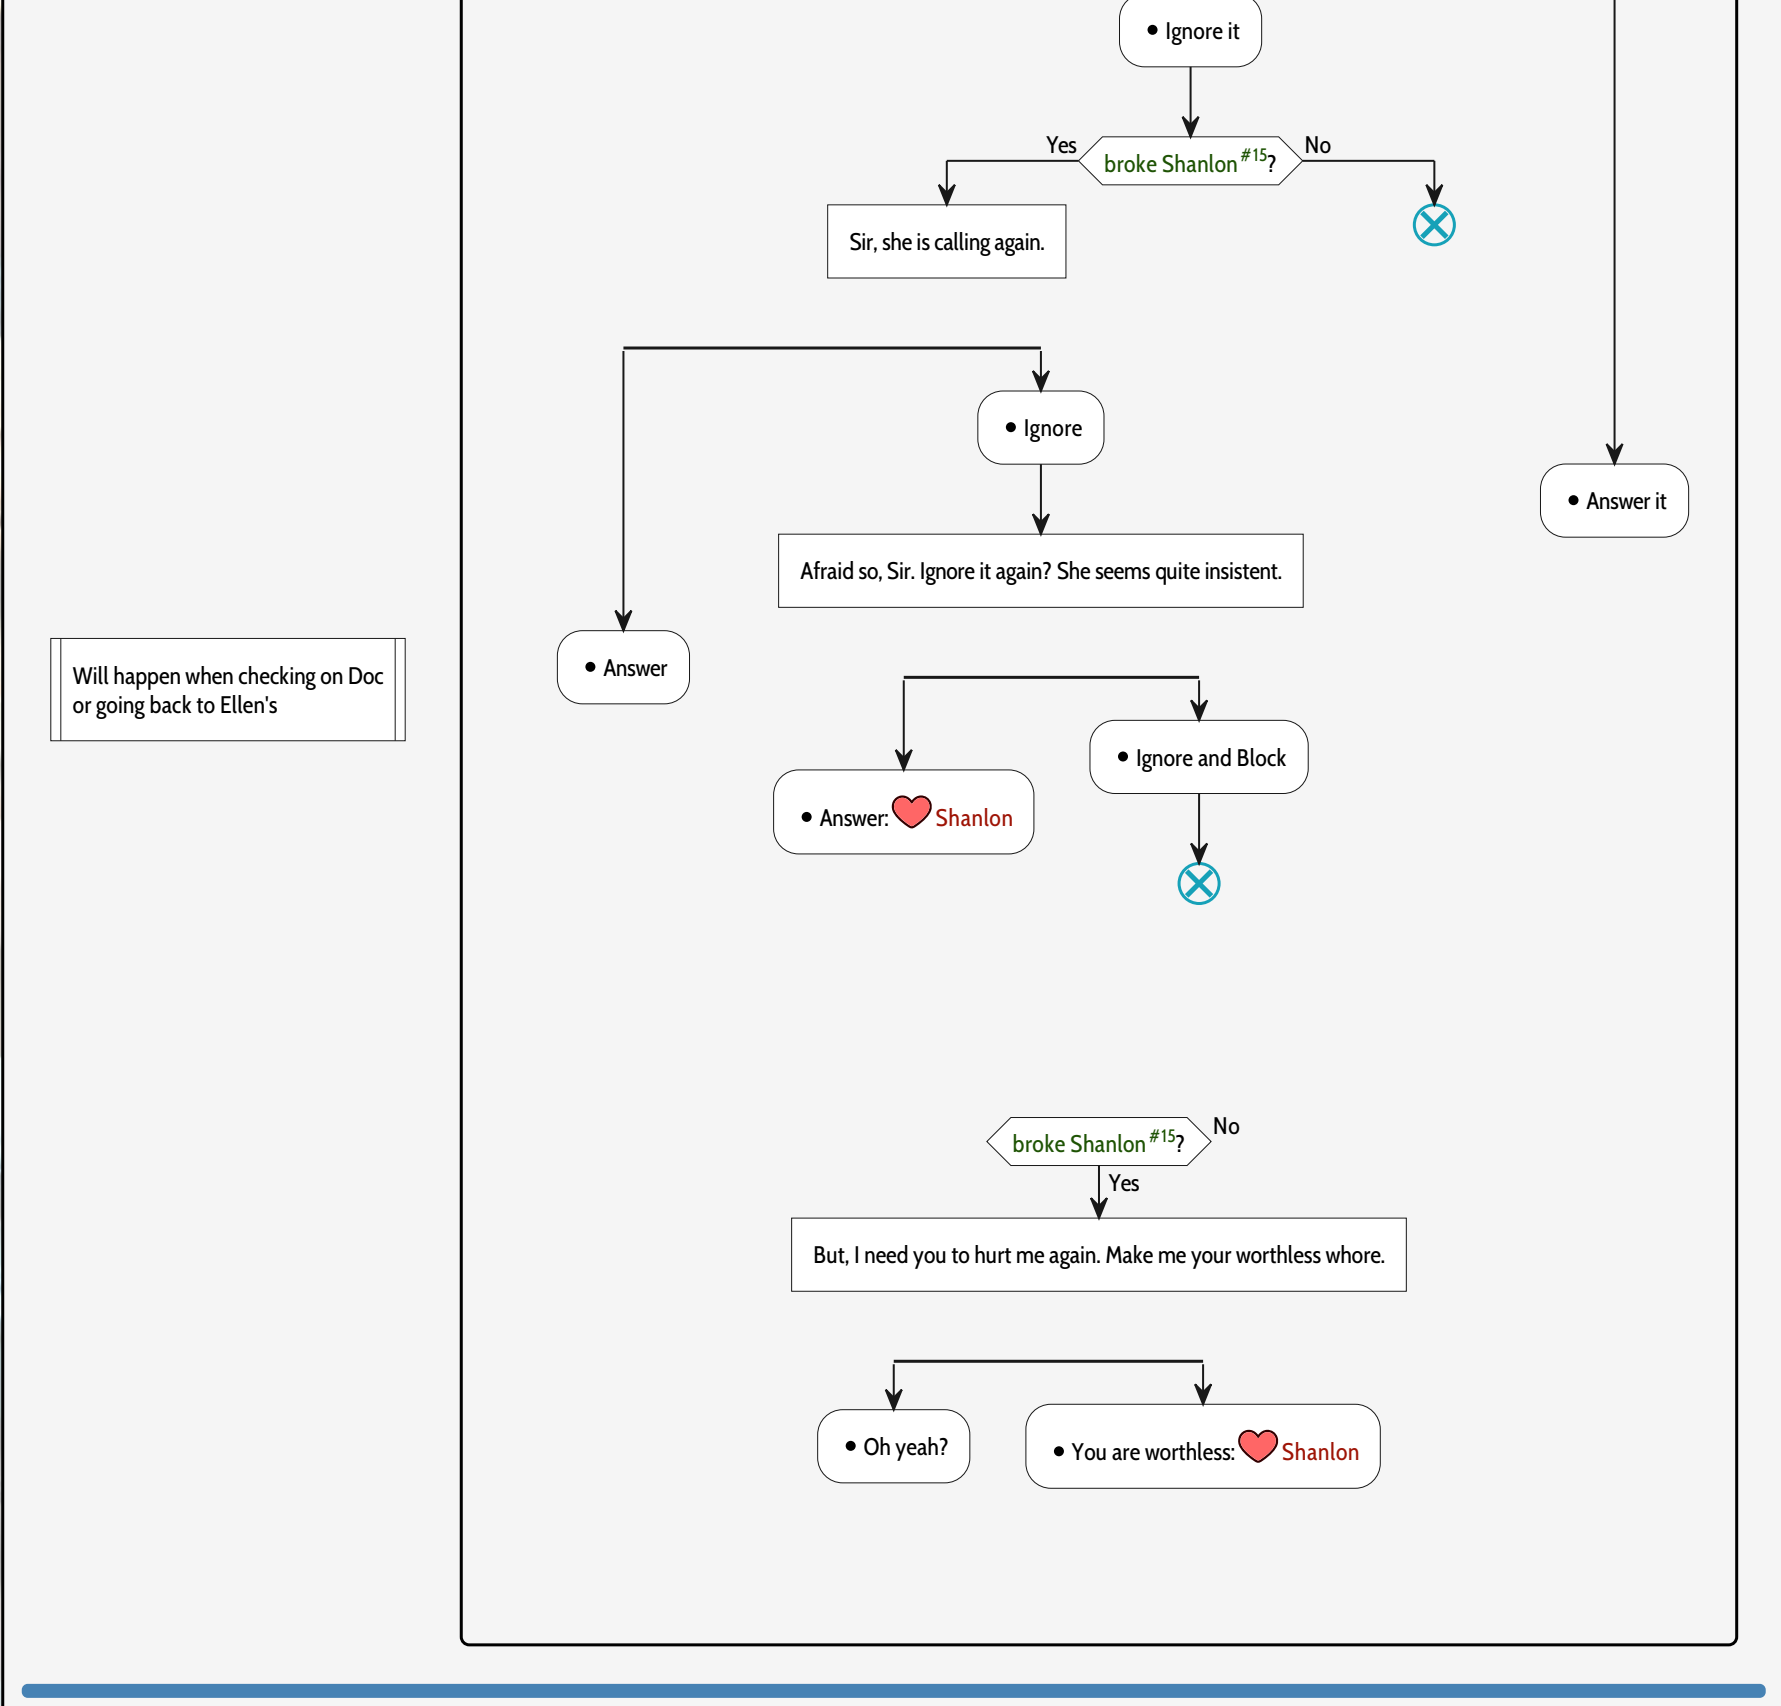 • Ignore it
Yes
No
broke Shanlon #15?
Sir, she is calling again.
• Ignore
• Answer it
Afraid so, Sir. Ignore it again? She seems quite insistent.
Will happen when checking on Doc
or going back to Ellen's
• Answer
• Ignore and Block
• Answer: Shanlon
broke Shanlon #15?
No
Yes
But, I need you to hurt me again. Make me your worthless whore.
• Oh yeah?
• You are worthless: Shanlon